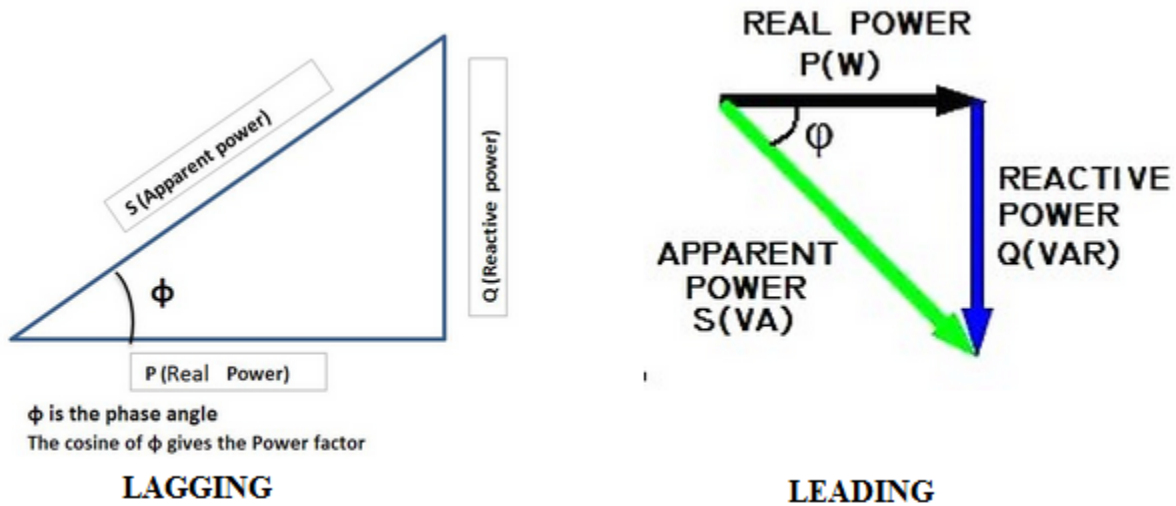 S (Apparent power)
ϕ
Q (Reactive power)
P (Real Power)
ϕ is the phase angle
The cosine of ϕ gives the Power factor
LAGGING
REAL POWER
P(W)
φ
REACTIVE
POWER
Q(VAR)
APPARENT
POWER
S(VA)
LEADING